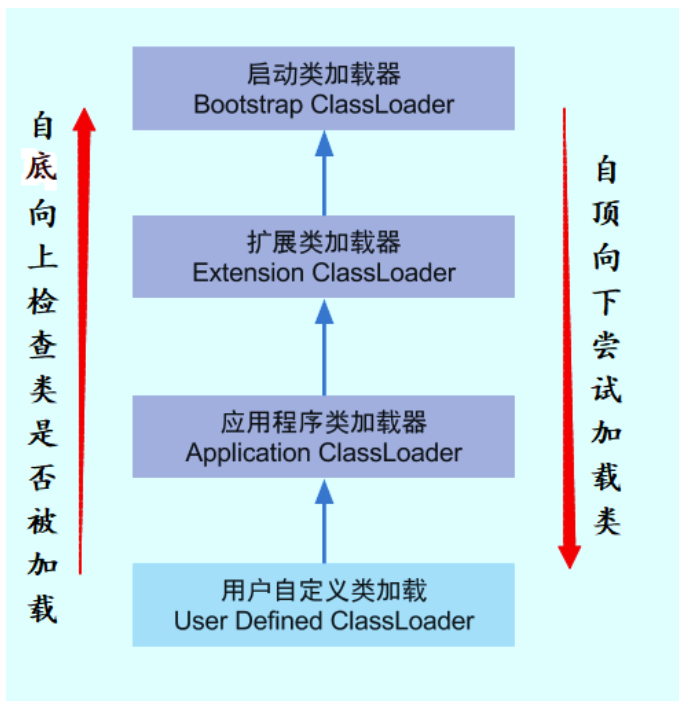 启动类加载器
Bootstrap ClassLoader
自底向上检查类是否被加载
扩展类加载器
Extension ClassLoader
自顶向下尝试加载类
应用程序类加载器
Application ClassLoader
用户自定义类加载
User Defined ClassLoader